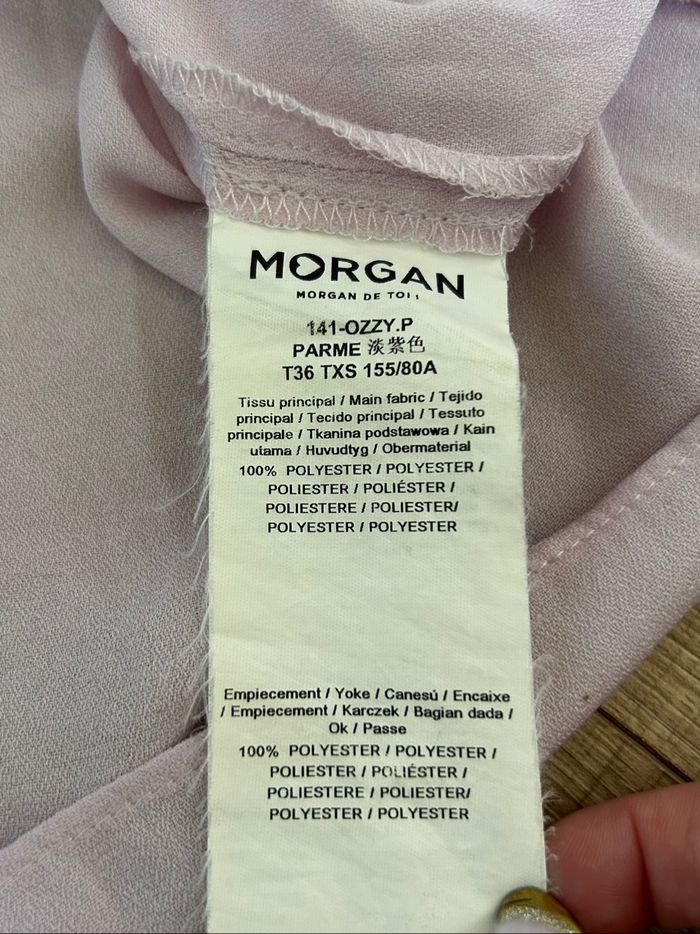 MORGAN
MORGAN DE TOI !
141-OZZY.P
PARME 淡紫色
T36 TXS 155/80A
Tissu principal / Main fabric / Tejido
principal / Tecido principal / Tessuto
principale / Tkanina podstawowa / Kain
utama / Huvudtyg / Obermaterial
100% POLYESTER / POLYESTER /
POLIESTER / POLIÉSTER /
POLIESTERE / POLIESTER/
POLYESTER / POLYESTER
Empiecement / Yoke / Canesú / Encaixe
/ Empiecement / Karczek / Bagian dada /
Ok / Passe
100% POLYESTER / POLYESTER /
POLIESTER / POLIÉSTER /
POLIESTERE / POLIESTER/
POLYESTER / POLYESTER